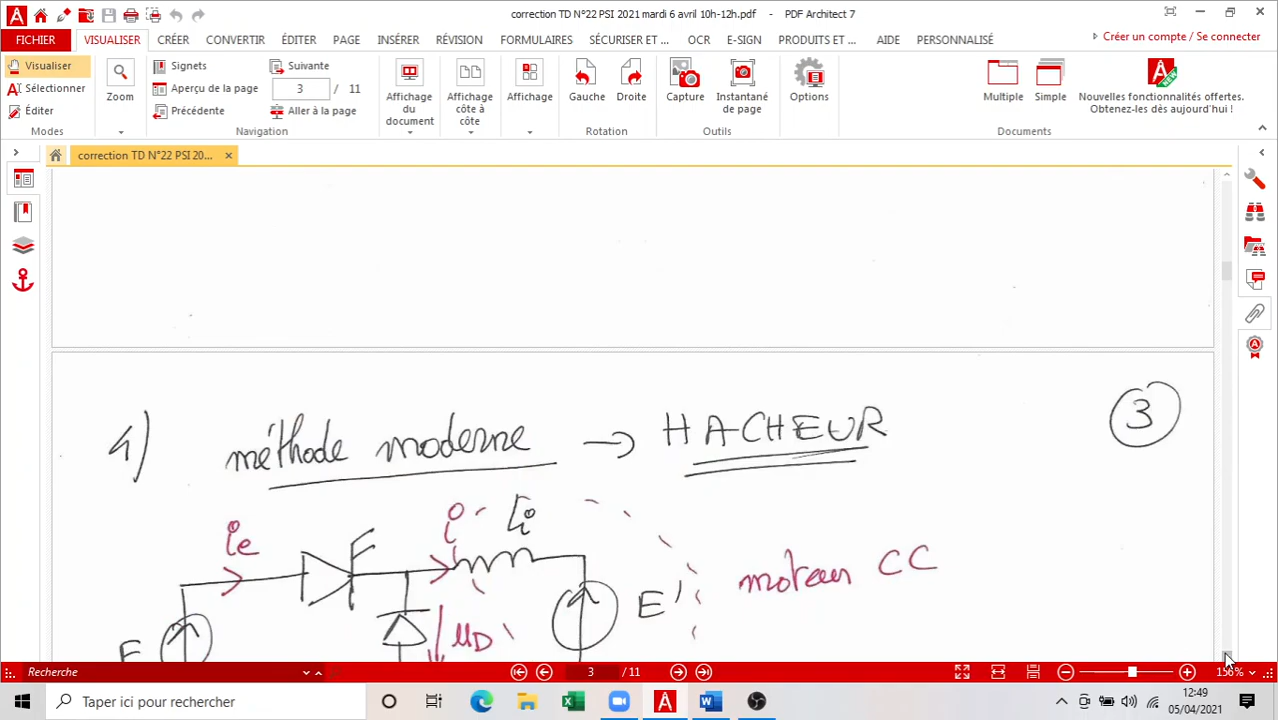 correction TD N°22 PSI 2021 mardi 6 avril 10h-12h.pdf - PDF Architect 7
FICHIER VISUALISER CRÉER CONVERTIR ÉDITER PAGE INSÉRER RÉVISION FORMULAIRES SÉCURISER ET ... OCR E-SIGN PRODUITS ET ... AIDE PERSONNALISÉ Créer un compte / Se connecter
Visualiser
Sélectionner
Éditer
Modes
Zoom
Signets
Aperçu de la page
Précédente
Suivante
3 / 11
Aller à la page
Navigation
Affichage du document
Affichage côte à côte
Affichage
Gauche
Droite
Rotation
Capture
Instantané de page
Outils
Options
Multiple
Simple
Nouvelles fonctionnalités offertes. Obtenez-les dès aujourd'hui !
Documents
correction TD N°22 PSI 20...
4) méthode moderne → HACHEUR
3
ie
i
Li
moteur CC
E'
E
uD
Recherche
3 / 11
156%
Taper ici pour rechercher
12:49
05/04/2021